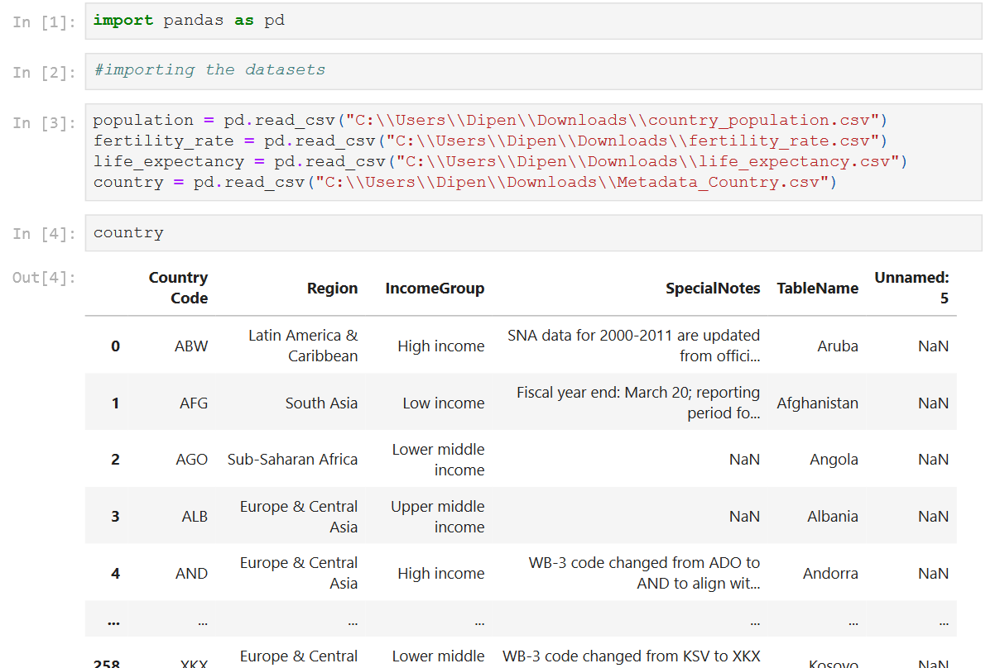 In [1]: import pandas as pd
In [2]: #importing the datasets
In [3]: population = pd.read_csv("C:\\Users\\Dipen\\Downloads\\country_population.csv")
fertility_rate = pd.read_csv("C:\\Users\\Dipen\\Downloads\\fertility_rate.csv")
life_expectancy = pd.read_csv("C:\\Users\\Dipen\\Downloads\\life_expectancy.csv")
country = pd.read_csv("C:\\Users\\Dipen\\Downloads\\Metadata_Country.csv")
In [4]: country
Out[4]:
Country Unnamed:
Region IncomeGroup SpecialNotes TableName
Code 5
Latin America & SNA data for 2000-2011 are updated
0 ABW High income Aruba NaN
Caribbean from offici...
Fiscal year end: March 20; reporting
1 AFG South Asia Low income Afghanistan NaN
period fo...
Lower middle
2 AGO Sub-Saharan Africa NaN Angola NaN
income
Europe & Central Upper middle
3 ALB NaN Albania NaN
Asia income
Europe & Central WB-3 code changed from ADO to
4 AND High income Andorra NaN
Asia AND to align wit...
... ... ... ... ... ... ...
Europe & Central Lower middle WB-3 code changed from KSV to XKX
258 XKX Kosovo NaN